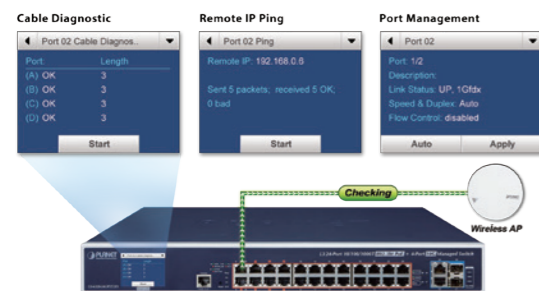 Cable Diagnostic
Port 02 Cable Diagnos..
Port: Length
(A) OK 3
(B) OK 3
(C) OK 3
(D) OK 3
Start
Remote IP Ping
Port 02 Ping
Remote IP: 192.168.0.6
Sent 5 packets; received 5 OK;
0 bad
Start
Port Management
Port 02
Port: 1/2
Description:
Link Status: UP, 1Gfdx
Speed & Duplex: Auto
Flow Control: disabled
Auto Apply
Checking
Wireless AP
PLANET
Managed Switch